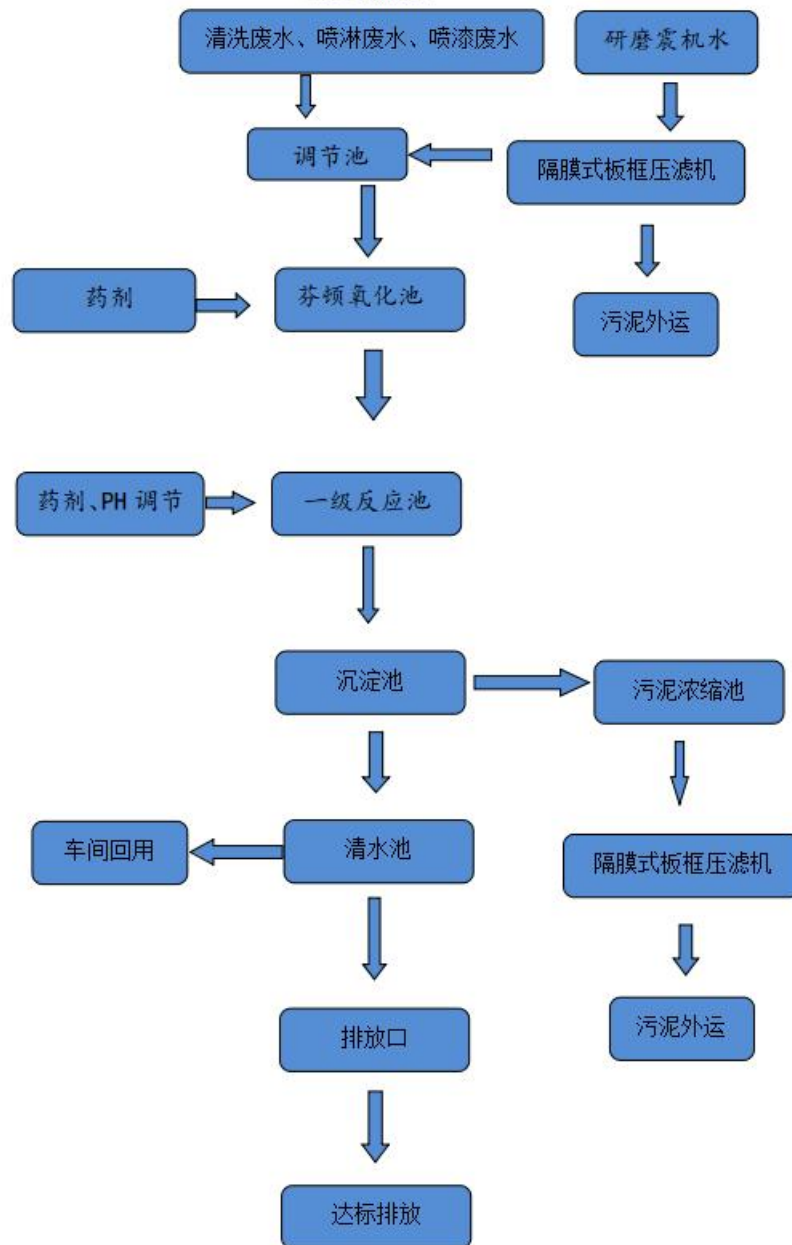 清洗废水、喷淋废水、喷漆废水
研磨震机水
调节池
隔膜式板框压滤机
药剂
芬顿氧化池
污泥外运
药剂、PH 调节
一级反应池
沉淀池
污泥浓缩池
车间回用
清水池
隔膜式板框压滤机
排放口
污泥外运
达标排放